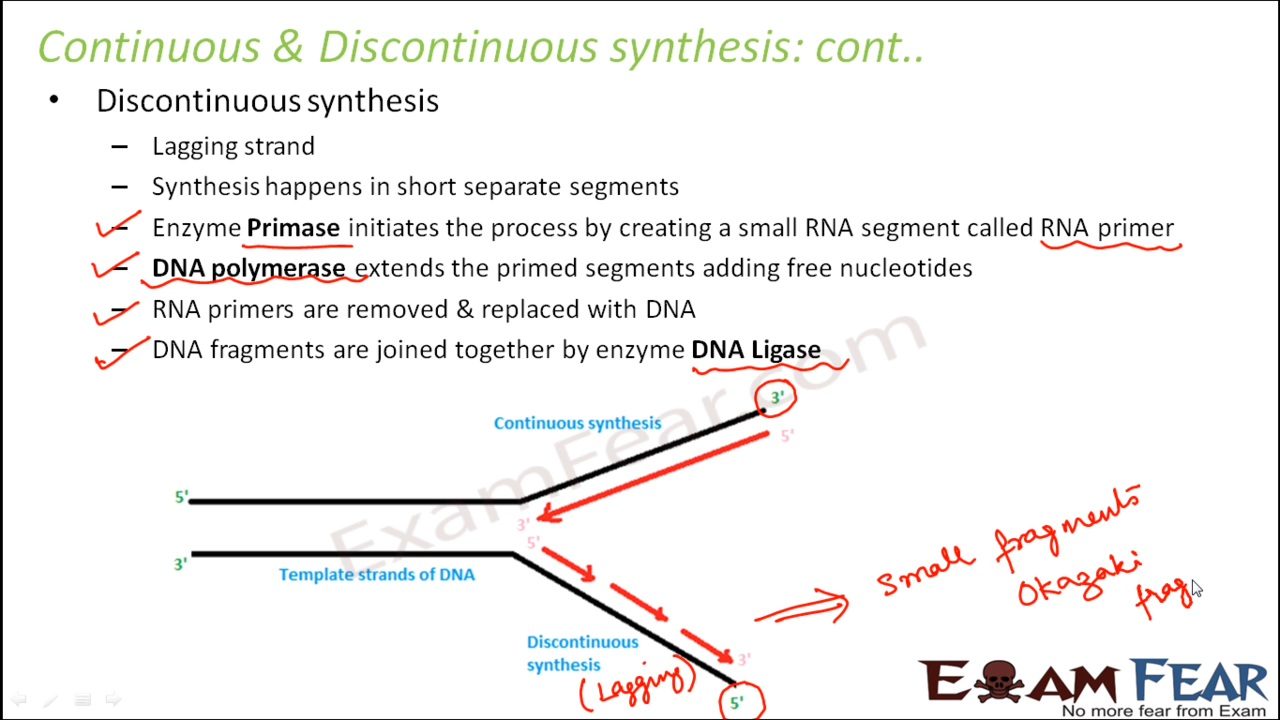 Continuous & Discontinuous synthesis: cont..
• Discontinuous synthesis
– Lagging strand
– Synthesis happens in short separate segments
– Enzyme Primase initiates the process by creating a small RNA segment called RNA primer
– DNA polymerase extends the primed segments adding free nucleotides
– RNA primers are removed & replaced with DNA
– DNA fragments are joined together by enzyme DNA Ligase
ExamFear.com
3'
Continuous synthesis
5'
5'
3'
5'
3'
Template strands of DNA
Small fragments
Okazaki
frag
Discontinuous
synthesis
(Lagging)
3'
5'
EXAM FEAR
No more fear from Exam